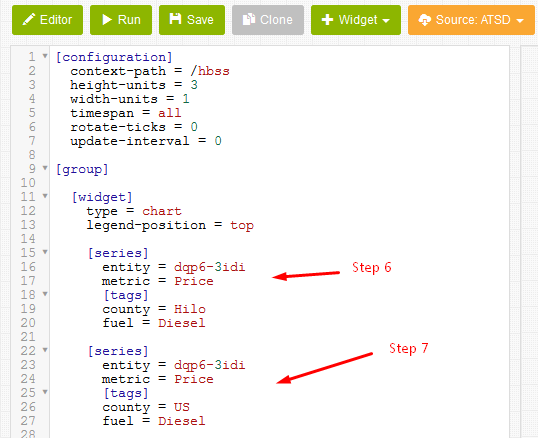 Editor Run Save Clone Widget Source: ATSD
1 [configuration]
2 context-path = /hbss
3 height-units = 3
4 width-units = 1
5 timespan = all
6 rotate-ticks = 0
7 update-interval = 0
8
9 [group]
10
11 [widget]
12 type = chart
13 legend-position = top
14
15 [series]
16 entity = dqp6-3idi
Step 6
17 metric = Price
18 [tags]
19 county = Hilo
20 fuel = Diesel
21
22 [series]
Step 7
23 entity = dqp6-3idi
24 metric = Price
25 [tags]
26 county = US
27 fuel = Diesel
28